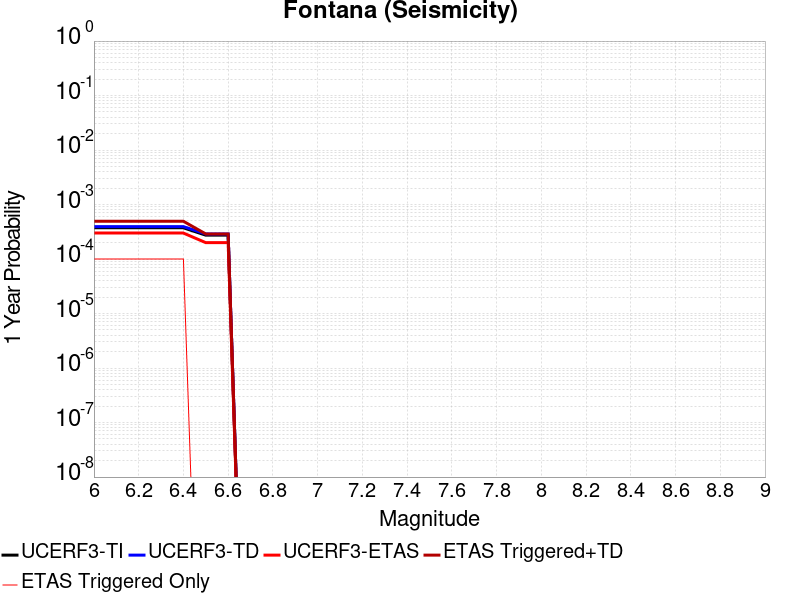 Fontana (Seismicity)
10^0
10^-1
10^-2
10^-3
10^-4
10^-5
10^-6
10^-7
10^-8
1 Year Probability
6 6.2 6.4 6.6 6.8 7 7.2 7.4 7.6 7.8 8 8.2 8.4 8.6 8.8 9
Magnitude
UCERF3-TI UCERF3-TD UCERF3-ETAS ETAS Triggered+TD
ETAS Triggered Only